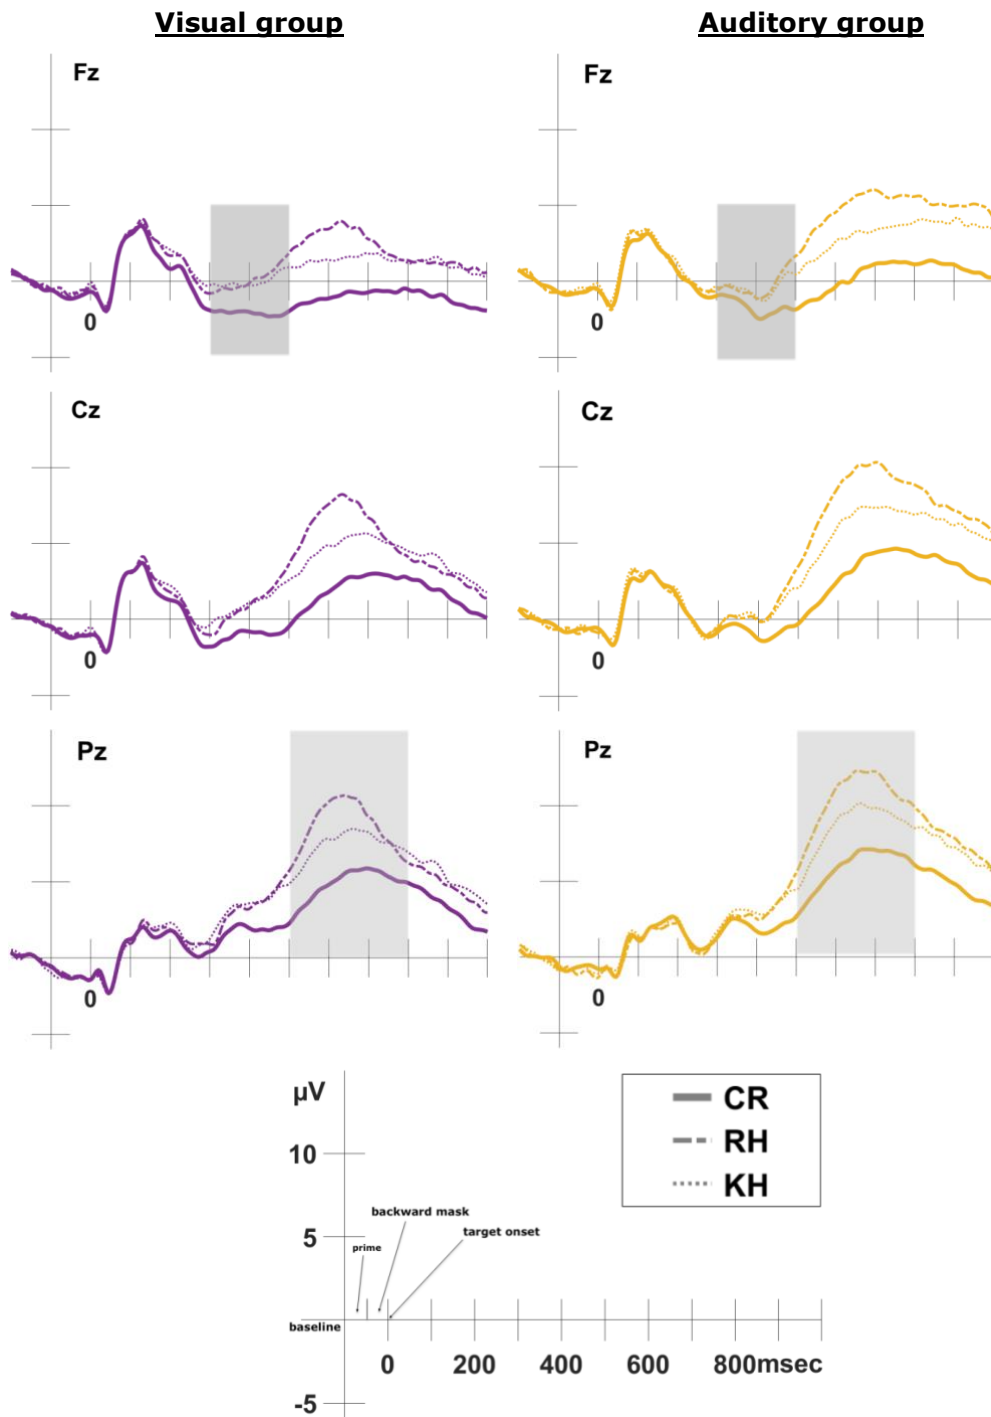 Visual group
Auditory group
Fz
Fz
0
0
Cz
Cz
0
0
Pz
Pz
0
0
µV
10
5
-5
backward mask
target onset
prime
baseline
0 200 400 600 800msec
CR
RH
KH